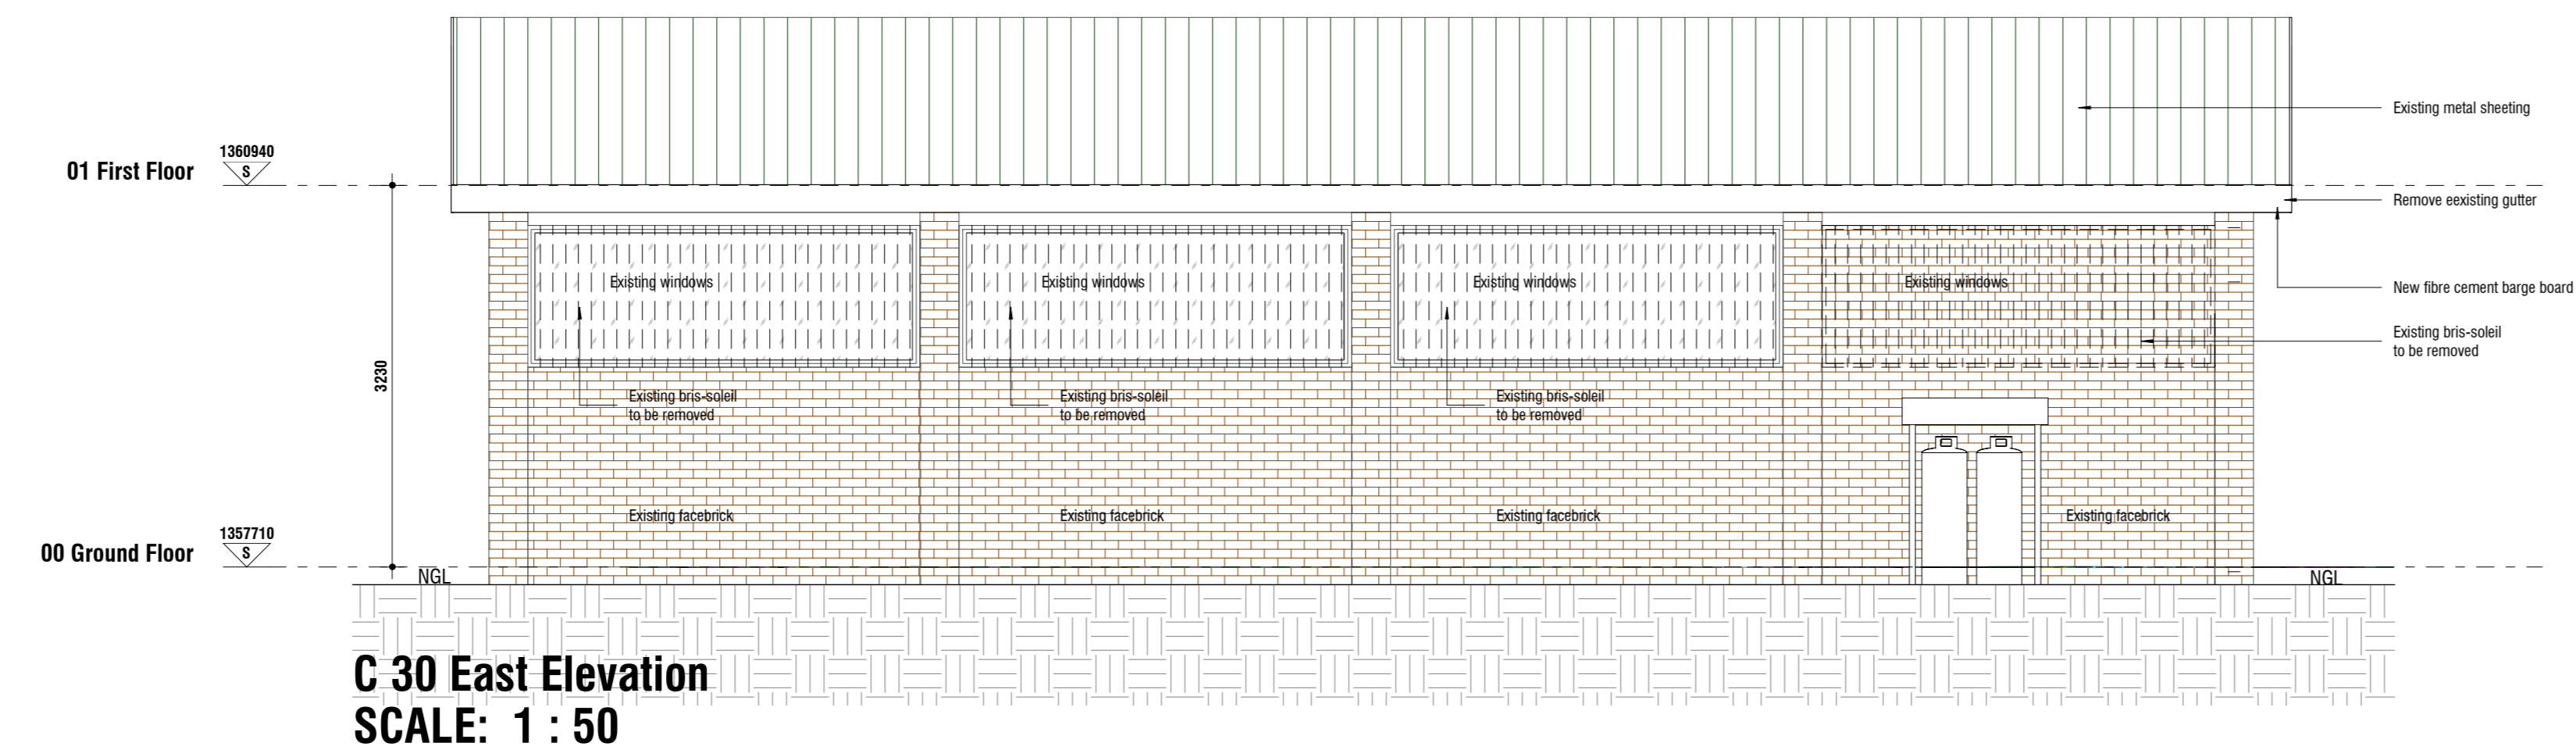 Existing metal sheeting
1360940
S
01 First Floor
Remove eexisting gutter
Existing windows
Existing windows
Existing windows
Existing windows
New fibre cement barge board
Existing bris-soleil
to be removed
3230
Existing bris-soleil
to be removed
Existing bris-soleil
to be removed
Existing bris-soleil
to be removed
Existing facebrick
Existing facebrick
Existing facebrick
Existing facebrick
1357710
S
00 Ground Floor
NGL
NGL
C 30 East Elevation
SCALE: 1 : 50